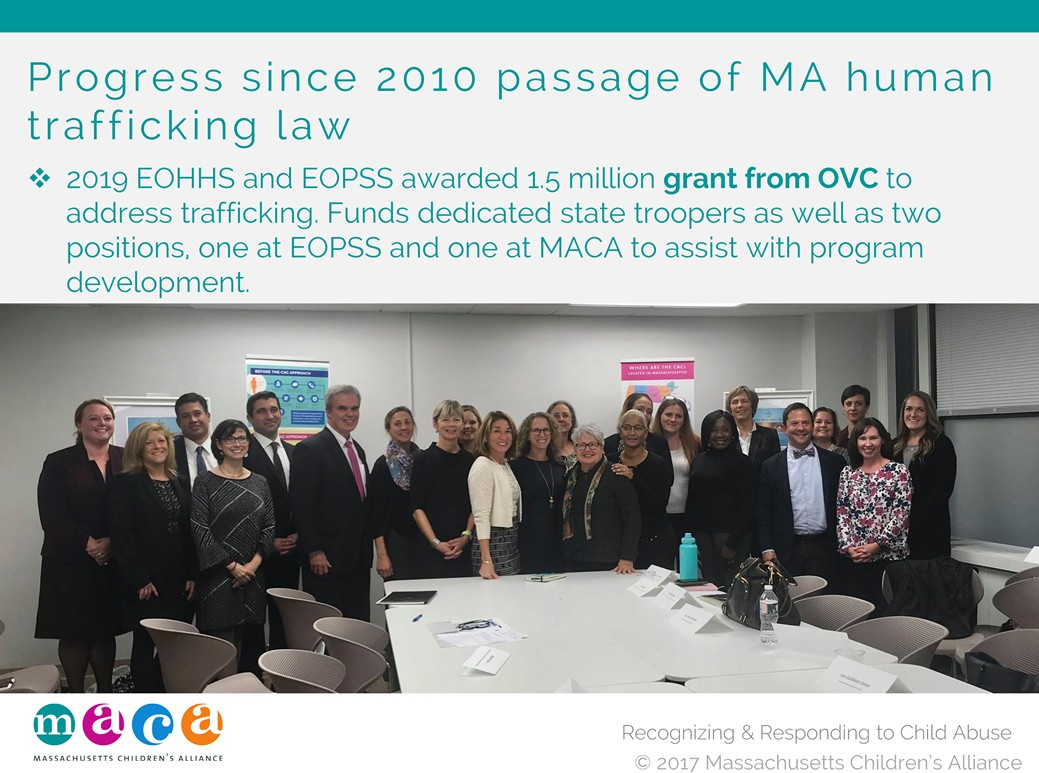 Progress since 2010 passage of MA human
trafficking law
❖ 2019 EOHHS and EOPSS awarded 1.5 million grant from OVC to
address trafficking. Funds dedicated state troopers as well as two
positions, one at EOPSS and one at MACA to assist with program
development.
BEFORE THE CAC APPROACH
CAC APPROACH
WHERE ARE THE CACs
LOCATED IN MASSACHUSETTS?
maca
MASSACHUSETTS CHILDREN'S ALLIANCE
Recognizing & Responding to Child Abuse
© 2017 Massachusetts Children's Alliance